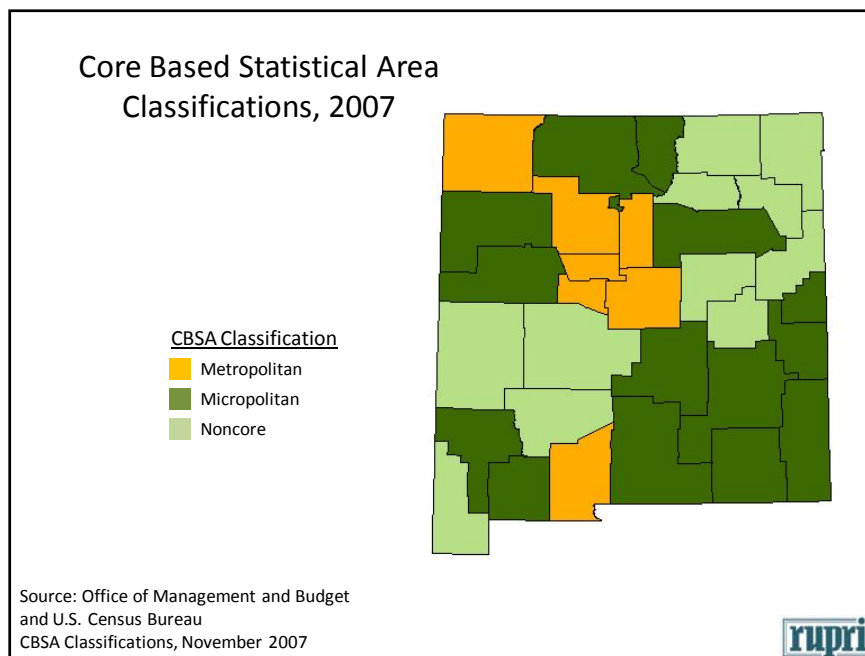 Core Based Statistical Area
Classifications, 2007
CBSA Classification
Metropolitan
Micropolitan
Noncore
Source: Office of Management and Budget
and U.S. Census Bureau
CBSA Classifications, November 2007
rupri